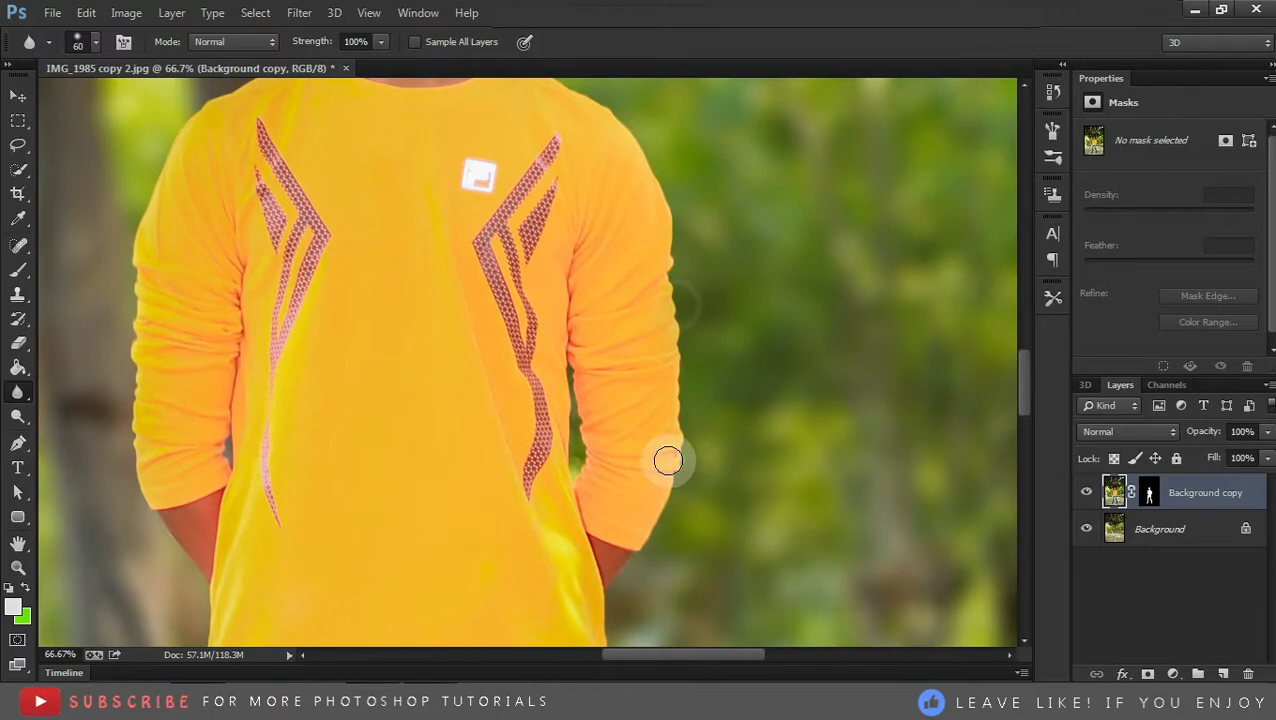 Ps File Edit Image Layer Type Select Filter 3D View Window Help
60 Mode: Normal Strength: 100% Sample All Layers 3D
IMG_1985 copy 2.jpg @ 66.7% (Background copy, RGB/8) * ×
Properties
Masks
No mask selected
Density:
Feather:
Refine: Mask Edge...
Color Range...
3D Layers Channels
Kind
Normal Opacity: 100%
Lock: Fill: 100%
Background copy
Background
66.67% Doc: 57.1M/118.3M
Timeline
SUBSCRIBE FOR MORE PHOTOSHOP TUTORIALS
LEAVE LIKE! IF YOU ENJOY